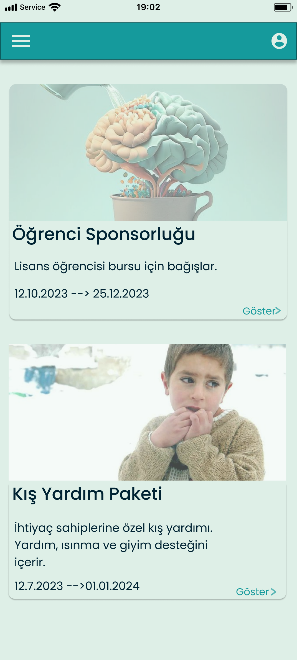 Service 19:02
Öğrenci Sponsorluğu
Lisans öğrencisi bursu için bağışlar.
12.10.2023 --> 25.12.2023
Göster>
Kış Yardım Paketi
İhtiyaç sahiplerine özel kış yardımı.
Yardım, ısınma ve giyim desteğini
içerir.
12.7.2023 -->01.01.2024
Göster>